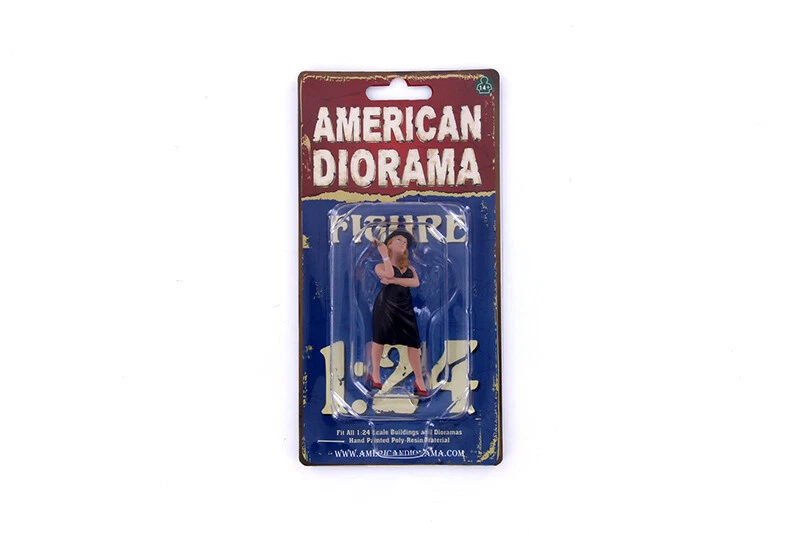 14+
AMERICAN
DIORAMA
FIGURE
1:24
Fit All 1:24 Scale Buildings and Dioramas
Hand Painted Poly-Resin Material
WWW.AMERICANDIORAMA.COM